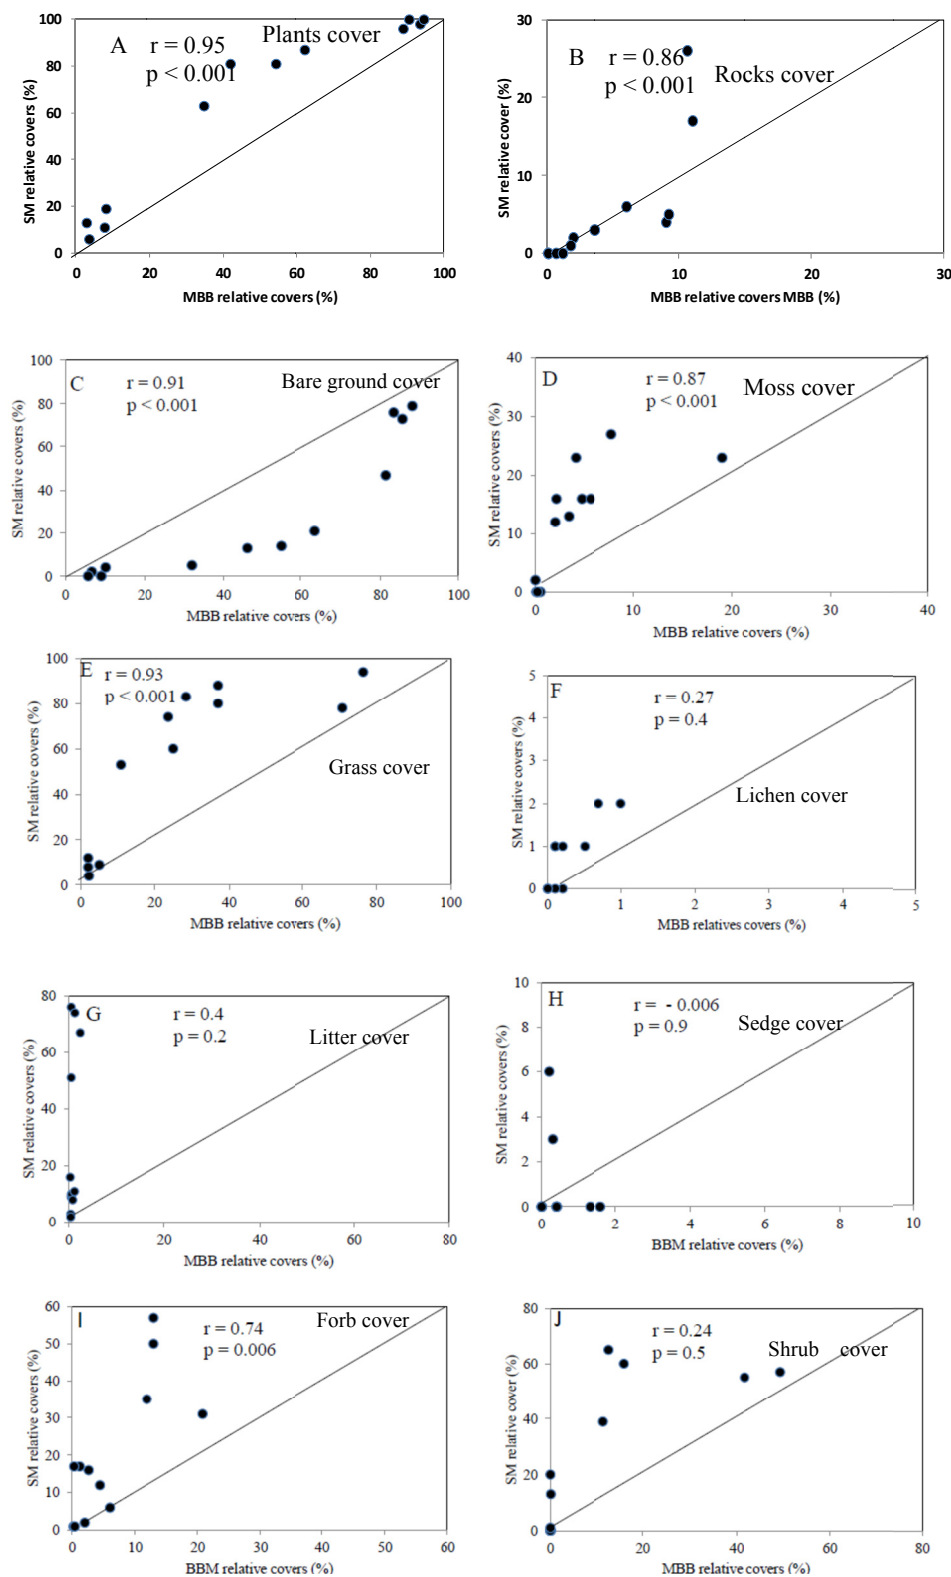 A
r = 0.95
p < 0.001
Plants cover
SM relative covers (%)
100
80
60
40
20
0
0
20
40
60
80
100
MBB relative covers (%)
B
r = 0.86
p < 0.001
Rocks cover
SM relative cover (%)
30
20
10
0
0
10
20
30
MBB relative covers MBB (%)
C
r = 0.91
p < 0.001
Bare ground cover
SM relative covers (%)
100
80
60
40
20
0
0
20
40
60
80
100
MBB relative covers (%)
D
r = 0.87
p < 0.001
Moss cover
SM relative covers (%)
40
30
20
10
0
0
10
20
30
40
MBB relative covers (%)
E
r = 0.93
p < 0.001
Grass cover
SM relative covers (%)
100
80
60
40
20
0
0
20
40
60
80
100
MBB relative covers (%)
F
r = 0.27
p = 0.4
Lichen cover
SM relative covers (%)
5
4
3
2
1
0
0
1
2
3
4
5
MBB relatives covers (%)
G
r = 0.4
p = 0.2
Litter cover
SM relative covers (%)
80
60
40
20
0
0
20
40
60
80
MBB relative covers (%)
H
r = - 0.006
p = 0.9
Sedge cover
SM relative covers (%)
10
8
6
4
2
0
0
2
4
6
8
10
BBM relative covers (%)
I
r = 0.74
p = 0.006
Forb cover
SM relative covers (%)
60
50
40
30
20
10
0
0
10
20
30
40
50
60
BBM relative covers (%)
J
r = 0.24
p = 0.5
Shrub cover
SM relative cover (%)
80
60
40
20
0
0
20
40
60
80
MBB relative covers (%)